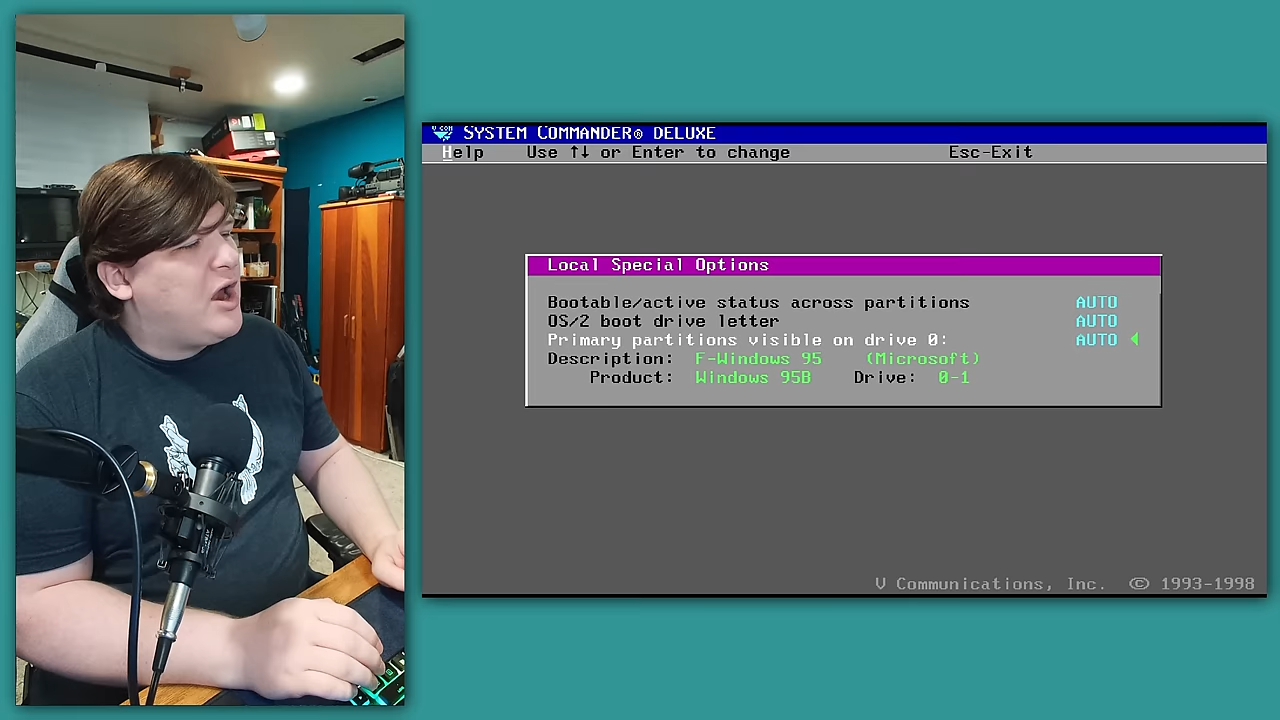 V COM SYSTEM COMMANDER® DELUXE
Help Use ↑↓ or Enter to change Esc-Exit
Local Special Options
Bootable/active status across partitions AUTO
OS/2 boot drive letter AUTO
Primary partitions visible on drive 0: AUTO
Description: F-Windows 95 (Microsoft)
Product: Windows 95B Drive: 0-1
V Communications, Inc. © 1993-1998